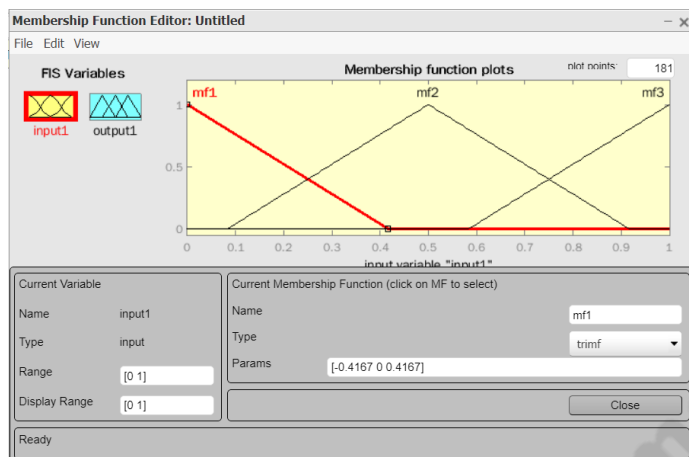 Membership Function Editor: Untitled
File Edit View
FIS Variables
input1 output1
Membership function plots
plot points: 181
mf1 mf2 mf3
1
0.5
0
0 0.1 0.2 0.3 0.4 0.5 0.6 0.7 0.8 0.9 1
input variable "input1"
Current Variable
Name input1
Type input
Range [0 1]
Display Range [0 1]
Current Membership Function (click on MF to select)
Name mf1
Type trimf
Params [-0.4167 0 0.4167]
Close
Ready